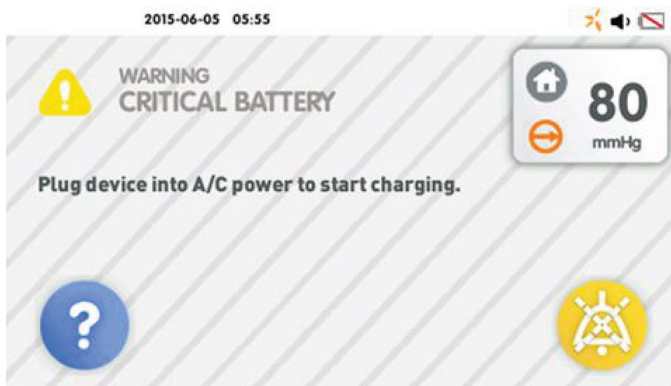 2015-06-05 05:55
WARNING
CRITICAL BATTERY
80
mmHg
Plug device into A/C power to start charging.
?